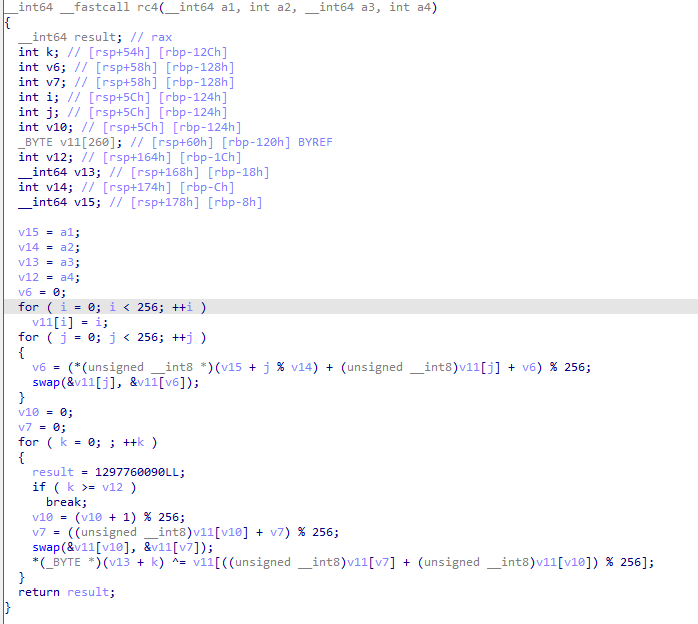 __int64 __fastcall rc4(__int64 a1, int a2, __int64 a3, int a4)
{
  __int64 result; // rax
  int k; // [rsp+54h] [rbp-12Ch]
  int v6; // [rsp+58h] [rbp-128h]
  int v7; // [rsp+58h] [rbp-128h]
  int i; // [rsp+5Ch] [rbp-124h]
  int j; // [rsp+5Ch] [rbp-124h]
  int v10; // [rsp+5Ch] [rbp-124h]
  _BYTE v11[260]; // [rsp+60h] [rbp-120h] BYREF
  int v12; // [rsp+164h] [rbp-1Ch]
  __int64 v13; // [rsp+168h] [rbp-18h]
  int v14; // [rsp+174h] [rbp-Ch]
  __int64 v15; // [rsp+178h] [rbp-8h]

  v15 = a1;
  v14 = a2;
  v13 = a3;
  v12 = a4;
  v6 = 0;
  for ( i = 0; i < 256; ++i )
    v11[i] = i;
  for ( j = 0; j < 256; ++j )
  {
    v6 = (*(unsigned __int8 *)(v15 + j % v14) + (unsigned __int8)v11[j] + v6) % 256;
    swap(&v11[j], &v11[v6]);
  }
  v10 = 0;
  v7 = 0;
  for ( k = 0; ; ++k )
  {
    result = 1297760090LL;
    if ( k >= v12 )
      break;
    v10 = (v10 + 1) % 256;
    v7 = ((unsigned __int8)v11[v10] + v7) % 256;
    swap(&v11[v10], &v11[v7]);
    *(_BYTE *)(v13 + k) ^= v11[((unsigned __int8)v11[v7] + (unsigned __int8)v11[v10]) % 256];
  }
  return result;
}